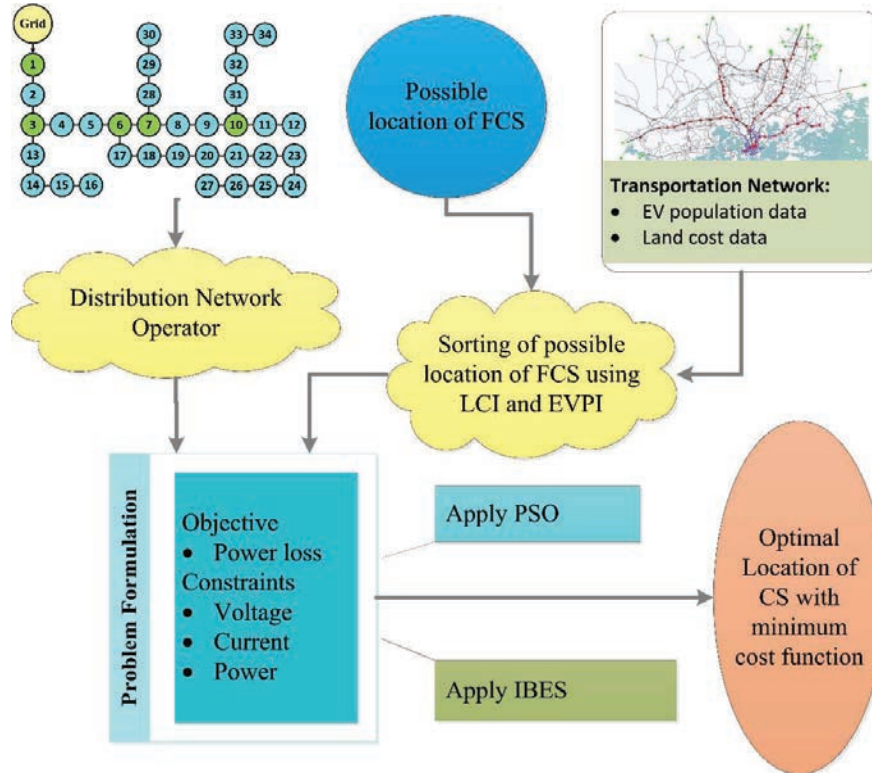 Grid
30
33 34
1
29
32
2
28
31
3 4 5 6 7 8 9 10 11 12
13
17 18 19 20 21 22 23
14 15 16
27 26 25 24
Possible
location of FCS
Transportation Network:
● EV population data
● Land cost data
Distribution Network
Operator
Sorting of possible
location of FCS using
LCI and EVPI
Problem Formulation
Objective
● Power loss
Constraints
● Voltage
● Current
● Power
Apply PSO
Apply IBES
Optimal
Location of
CS with
minimum
cost function